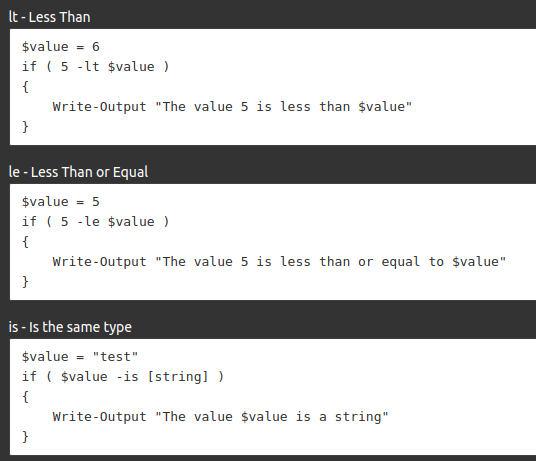 lt - Less Than
$value = 6
if ( 5 -lt $value )
{
    Write-Output "The value 5 is less than $value"
}
le - Less Than or Equal
$value = 5
if ( 5 -le $value )
{
    Write-Output "The value 5 is less than or equal to $value"
}
is - Is the same type
$value = "test"
if ( $value -is [string] )
{
    Write-Output "The value $value is a string"
}